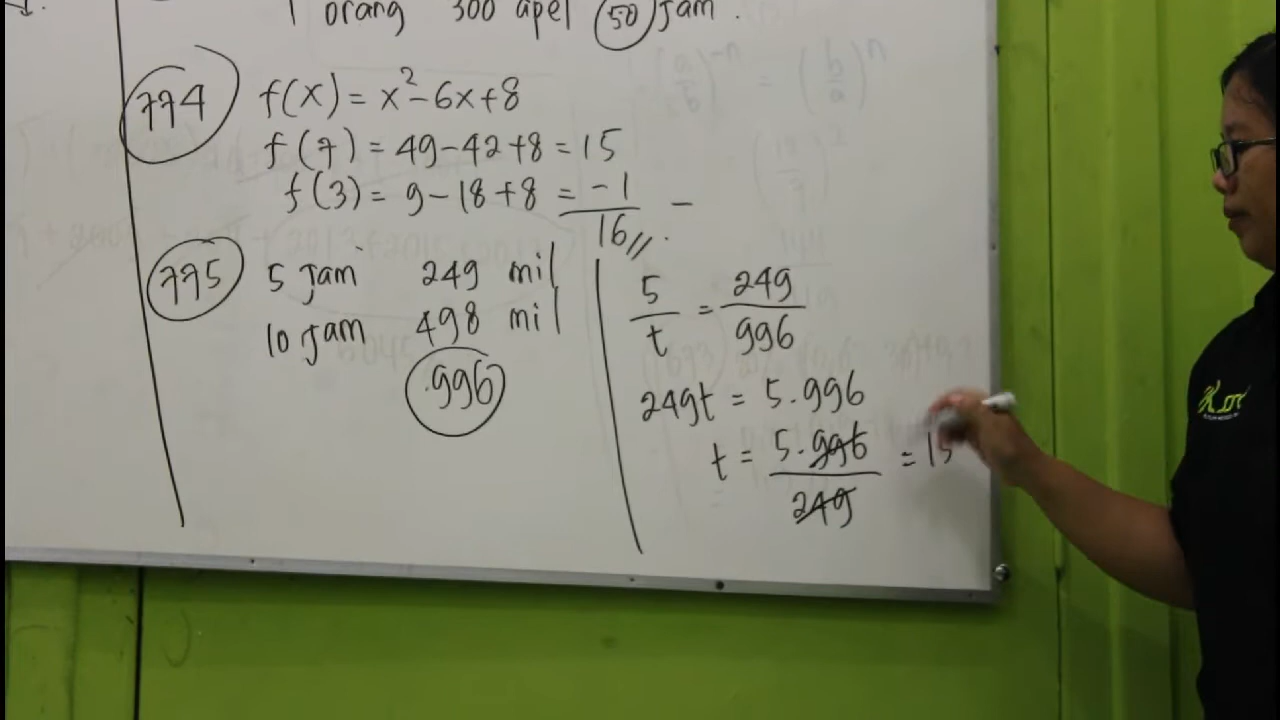 1 orang 300 apel 50 jam.
774 f(x) = x² - 6x + 8
f(7) = 49 - 42 + 8 = 15
f(3) = 9 - 18 + 8 = -1 -
16 //.
775 5 jam 249 mil
10 jam 498 mil
.996
5/t = 249/996
249t = 5.996
t = 5.996/249 = 15